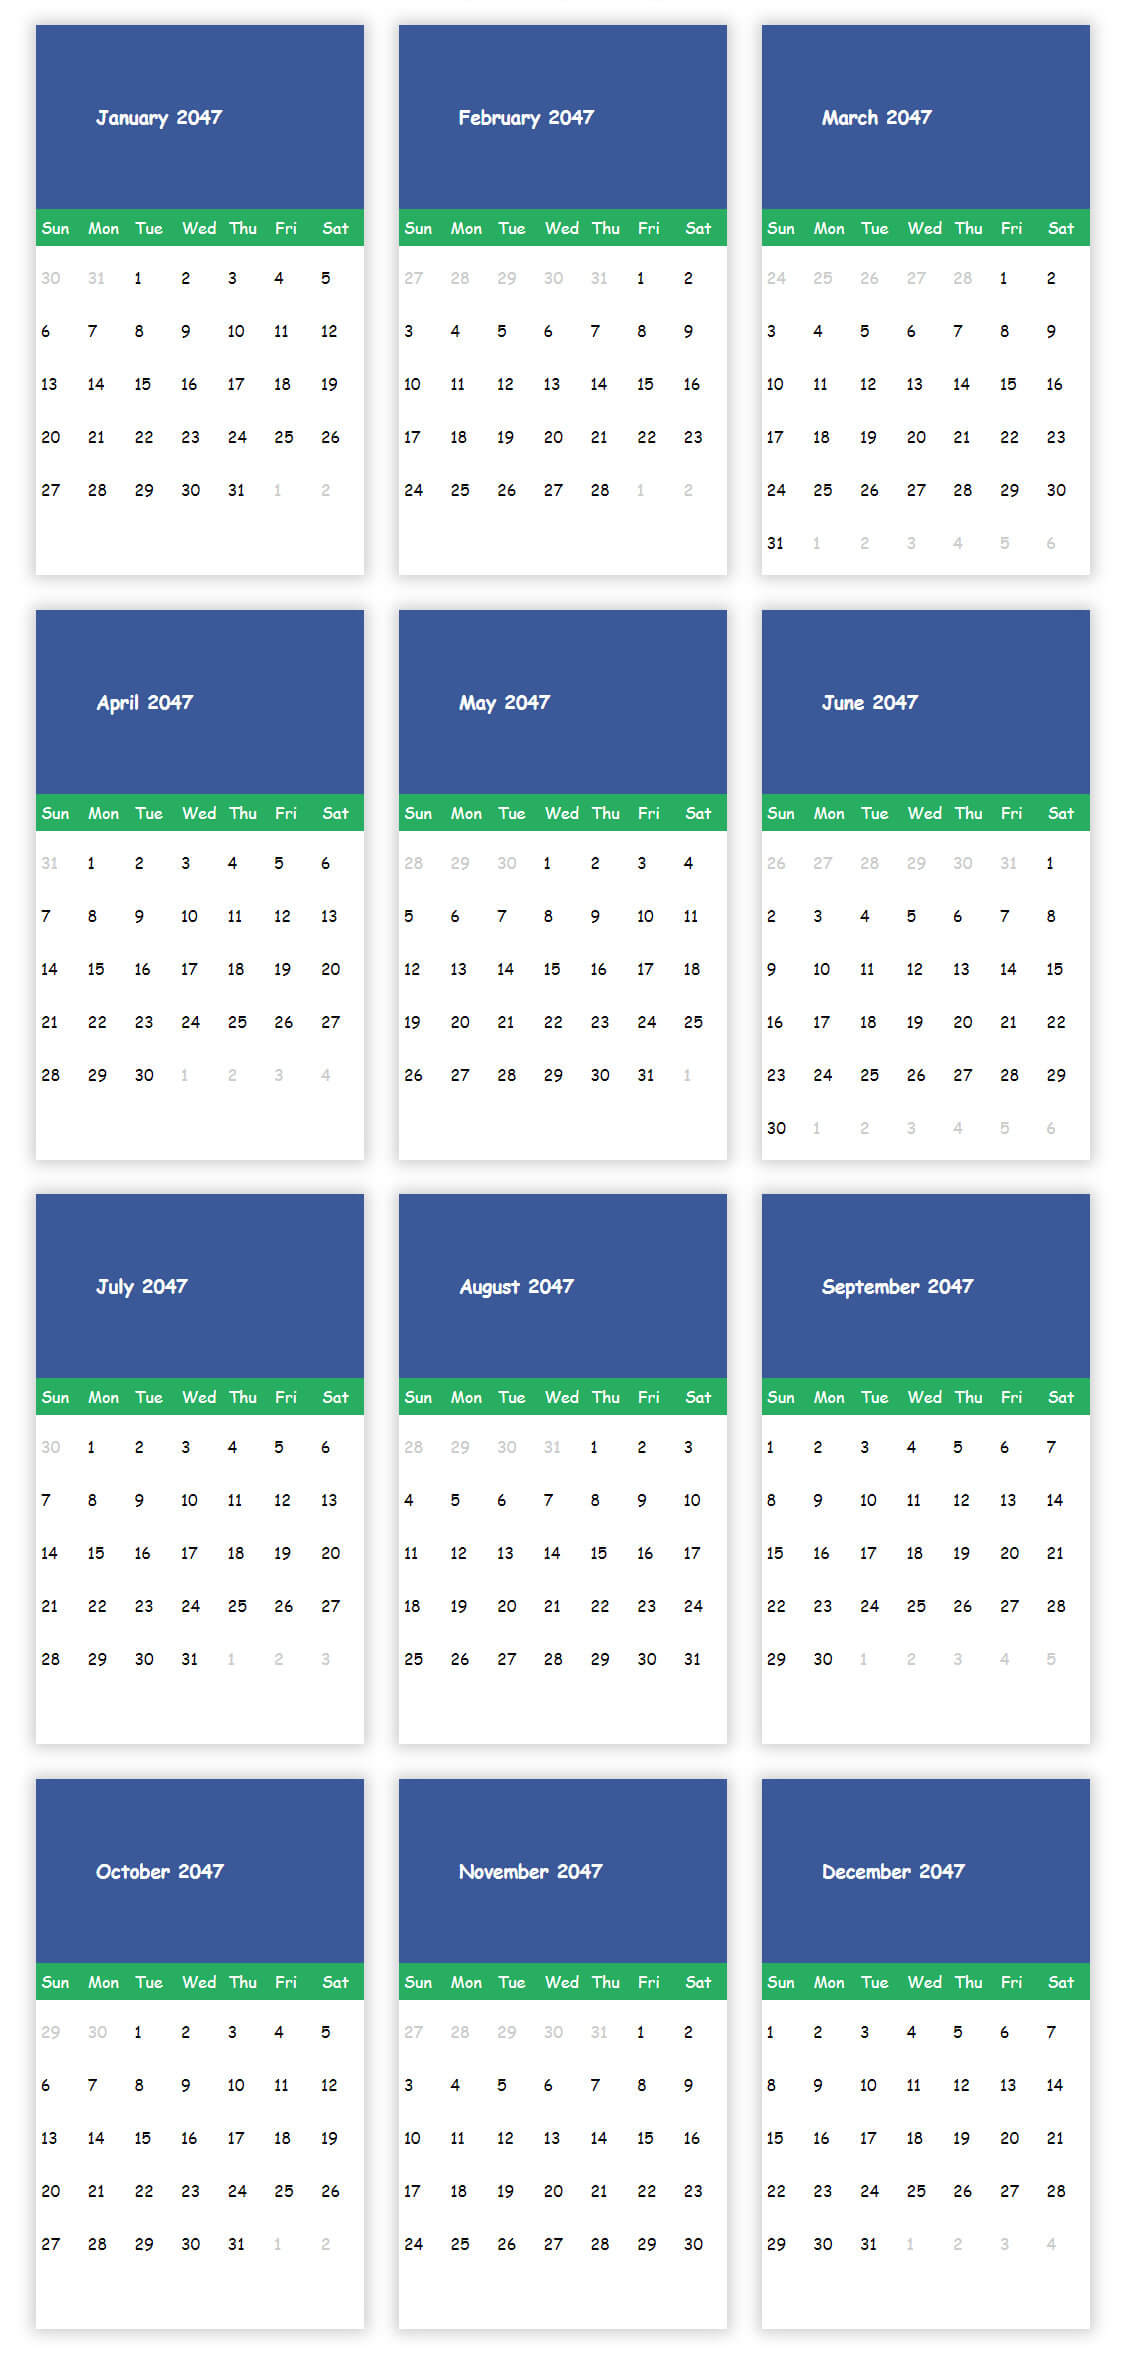 January 2047
Sun Mon Tue Wed Thu Fri Sat
30 31 1 2 3 4 5
6 7 8 9 10 11 12
13 14 15 16 17 18 19
20 21 22 23 24 25 26
27 28 29 30 31 1 2
February 2047
Sun Mon Tue Wed Thu Fri Sat
27 28 29 30 31 1 2
3 4 5 6 7 8 9
10 11 12 13 14 15 16
17 18 19 20 21 22 23
24 25 26 27 28 1 2
March 2047
Sun Mon Tue Wed Thu Fri Sat
24 25 26 27 28 1 2
3 4 5 6 7 8 9
10 11 12 13 14 15 16
17 18 19 20 21 22 23
24 25 26 27 28 29 30
31 1 2 3 4 5 6
April 2047
Sun Mon Tue Wed Thu Fri Sat
31 1 2 3 4 5 6
7 8 9 10 11 12 13
14 15 16 17 18 19 20
21 22 23 24 25 26 27
28 29 30 1 2 3 4
May 2047
Sun Mon Tue Wed Thu Fri Sat
28 29 30 1 2 3 4
5 6 7 8 9 10 11
12 13 14 15 16 17 18
19 20 21 22 23 24 25
26 27 28 29 30 31 1
June 2047
Sun Mon Tue Wed Thu Fri Sat
26 27 28 29 30 31 1
2 3 4 5 6 7 8
9 10 11 12 13 14 15
16 17 18 19 20 21 22
23 24 25 26 27 28 29
30 1 2 3 4 5 6
July 2047
Sun Mon Tue Wed Thu Fri Sat
30 1 2 3 4 5 6
7 8 9 10 11 12 13
14 15 16 17 18 19 20
21 22 23 24 25 26 27
28 29 30 31 1 2 3
August 2047
Sun Mon Tue Wed Thu Fri Sat
28 29 30 31 1 2 3
4 5 6 7 8 9 10
11 12 13 14 15 16 17
18 19 20 21 22 23 24
25 26 27 28 29 30 31
September 2047
Sun Mon Tue Wed Thu Fri Sat
1 2 3 4 5 6 7
8 9 10 11 12 13 14
15 16 17 18 19 20 21
22 23 24 25 26 27 28
29 30 1 2 3 4 5
October 2047
Sun Mon Tue Wed Thu Fri Sat
29 30 1 2 3 4 5
6 7 8 9 10 11 12
13 14 15 16 17 18 19
20 21 22 23 24 25 26
27 28 29 30 31 1 2
November 2047
Sun Mon Tue Wed Thu Fri Sat
27 28 29 30 31 1 2
3 4 5 6 7 8 9
10 11 12 13 14 15 16
17 18 19 20 21 22 23
24 25 26 27 28 29 30
December 2047
Sun Mon Tue Wed Thu Fri Sat
1 2 3 4 5 6 7
8 9 10 11 12 13 14
15 16 17 18 19 20 21
22 23 24 25 26 27 28
29 30 31 1 2 3 4